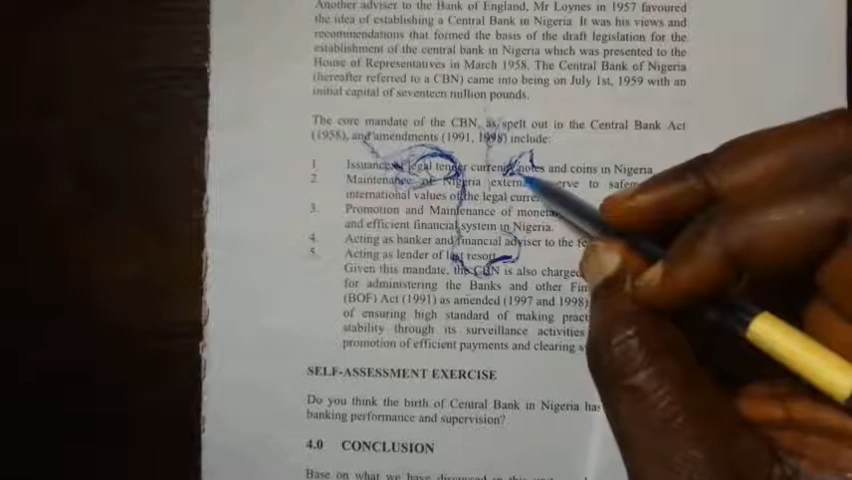 Another adviser to the Bank of England, Mr Loynes in 1957 favoured
the idea of establishing a Central Bank in Nigeria. It was his views and
recommendations that formed the basis of the draft legislation for the
establishment of the central bank in Nigeria which was presented to the
House of Representatives in March 1958. The Central Bank of Nigeria
(hereafter referred to a CBN) came into being on July 1st, 1959 with an
initial capital of seventeen million pounds.
The core mandate of the CBN, as spelt out in the Central Bank Act
(1958), and amendments (1991, 1998) include:
1 Issuance of legal tender currency notes and coins in Nigeria.
2. Maintenance of Nigeria external
international values of the legal
3. Promotion and Maintenance of
and efficient financial system in Nigeria.
4. Acting as banker and financial adviser to the
5. Acting as lender of last resort.
Given this mandate, the CBN is also charged
for administering the Banks and other
(BOF) Act (1991) as amended (1997 and 1998)
of ensuring high standard of making
stability through its surveillance activities
promotion of efficient payments and clearing
SELF-ASSESSMENT EXERCISE
Do you think the birth of Central Bank in Nigeria has
banking performance and supervision?
4.0 CONCLUSION
Base on what we have discussed in this unit